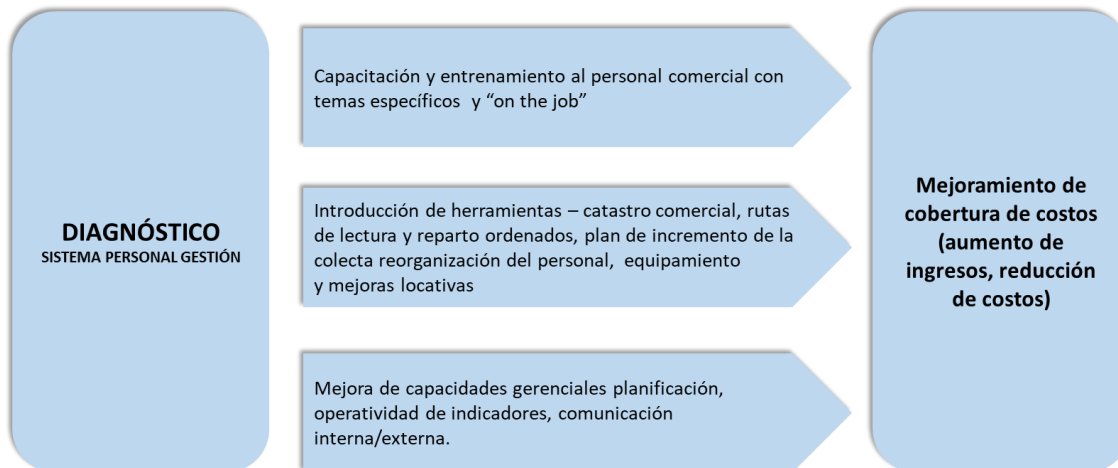 DIAGNÓSTICO
SISTEMA PERSONAL GESTIÓN
Capacitación y entrenamiento al personal comercial con
temas específicos y “on the job”
Introducción de herramientas – catastro comercial, rutas
de lectura y reparto ordenados, plan de incremento de la
colecta reorganización del personal, equipamiento
y mejoras locativas
Mejora de capacidades gerenciales planificación,
operatividad de indicadores, comunicación
interna/externa.
Mejoramiento de
cobertura de costos
(aumento de
ingresos, reducción
de costos)